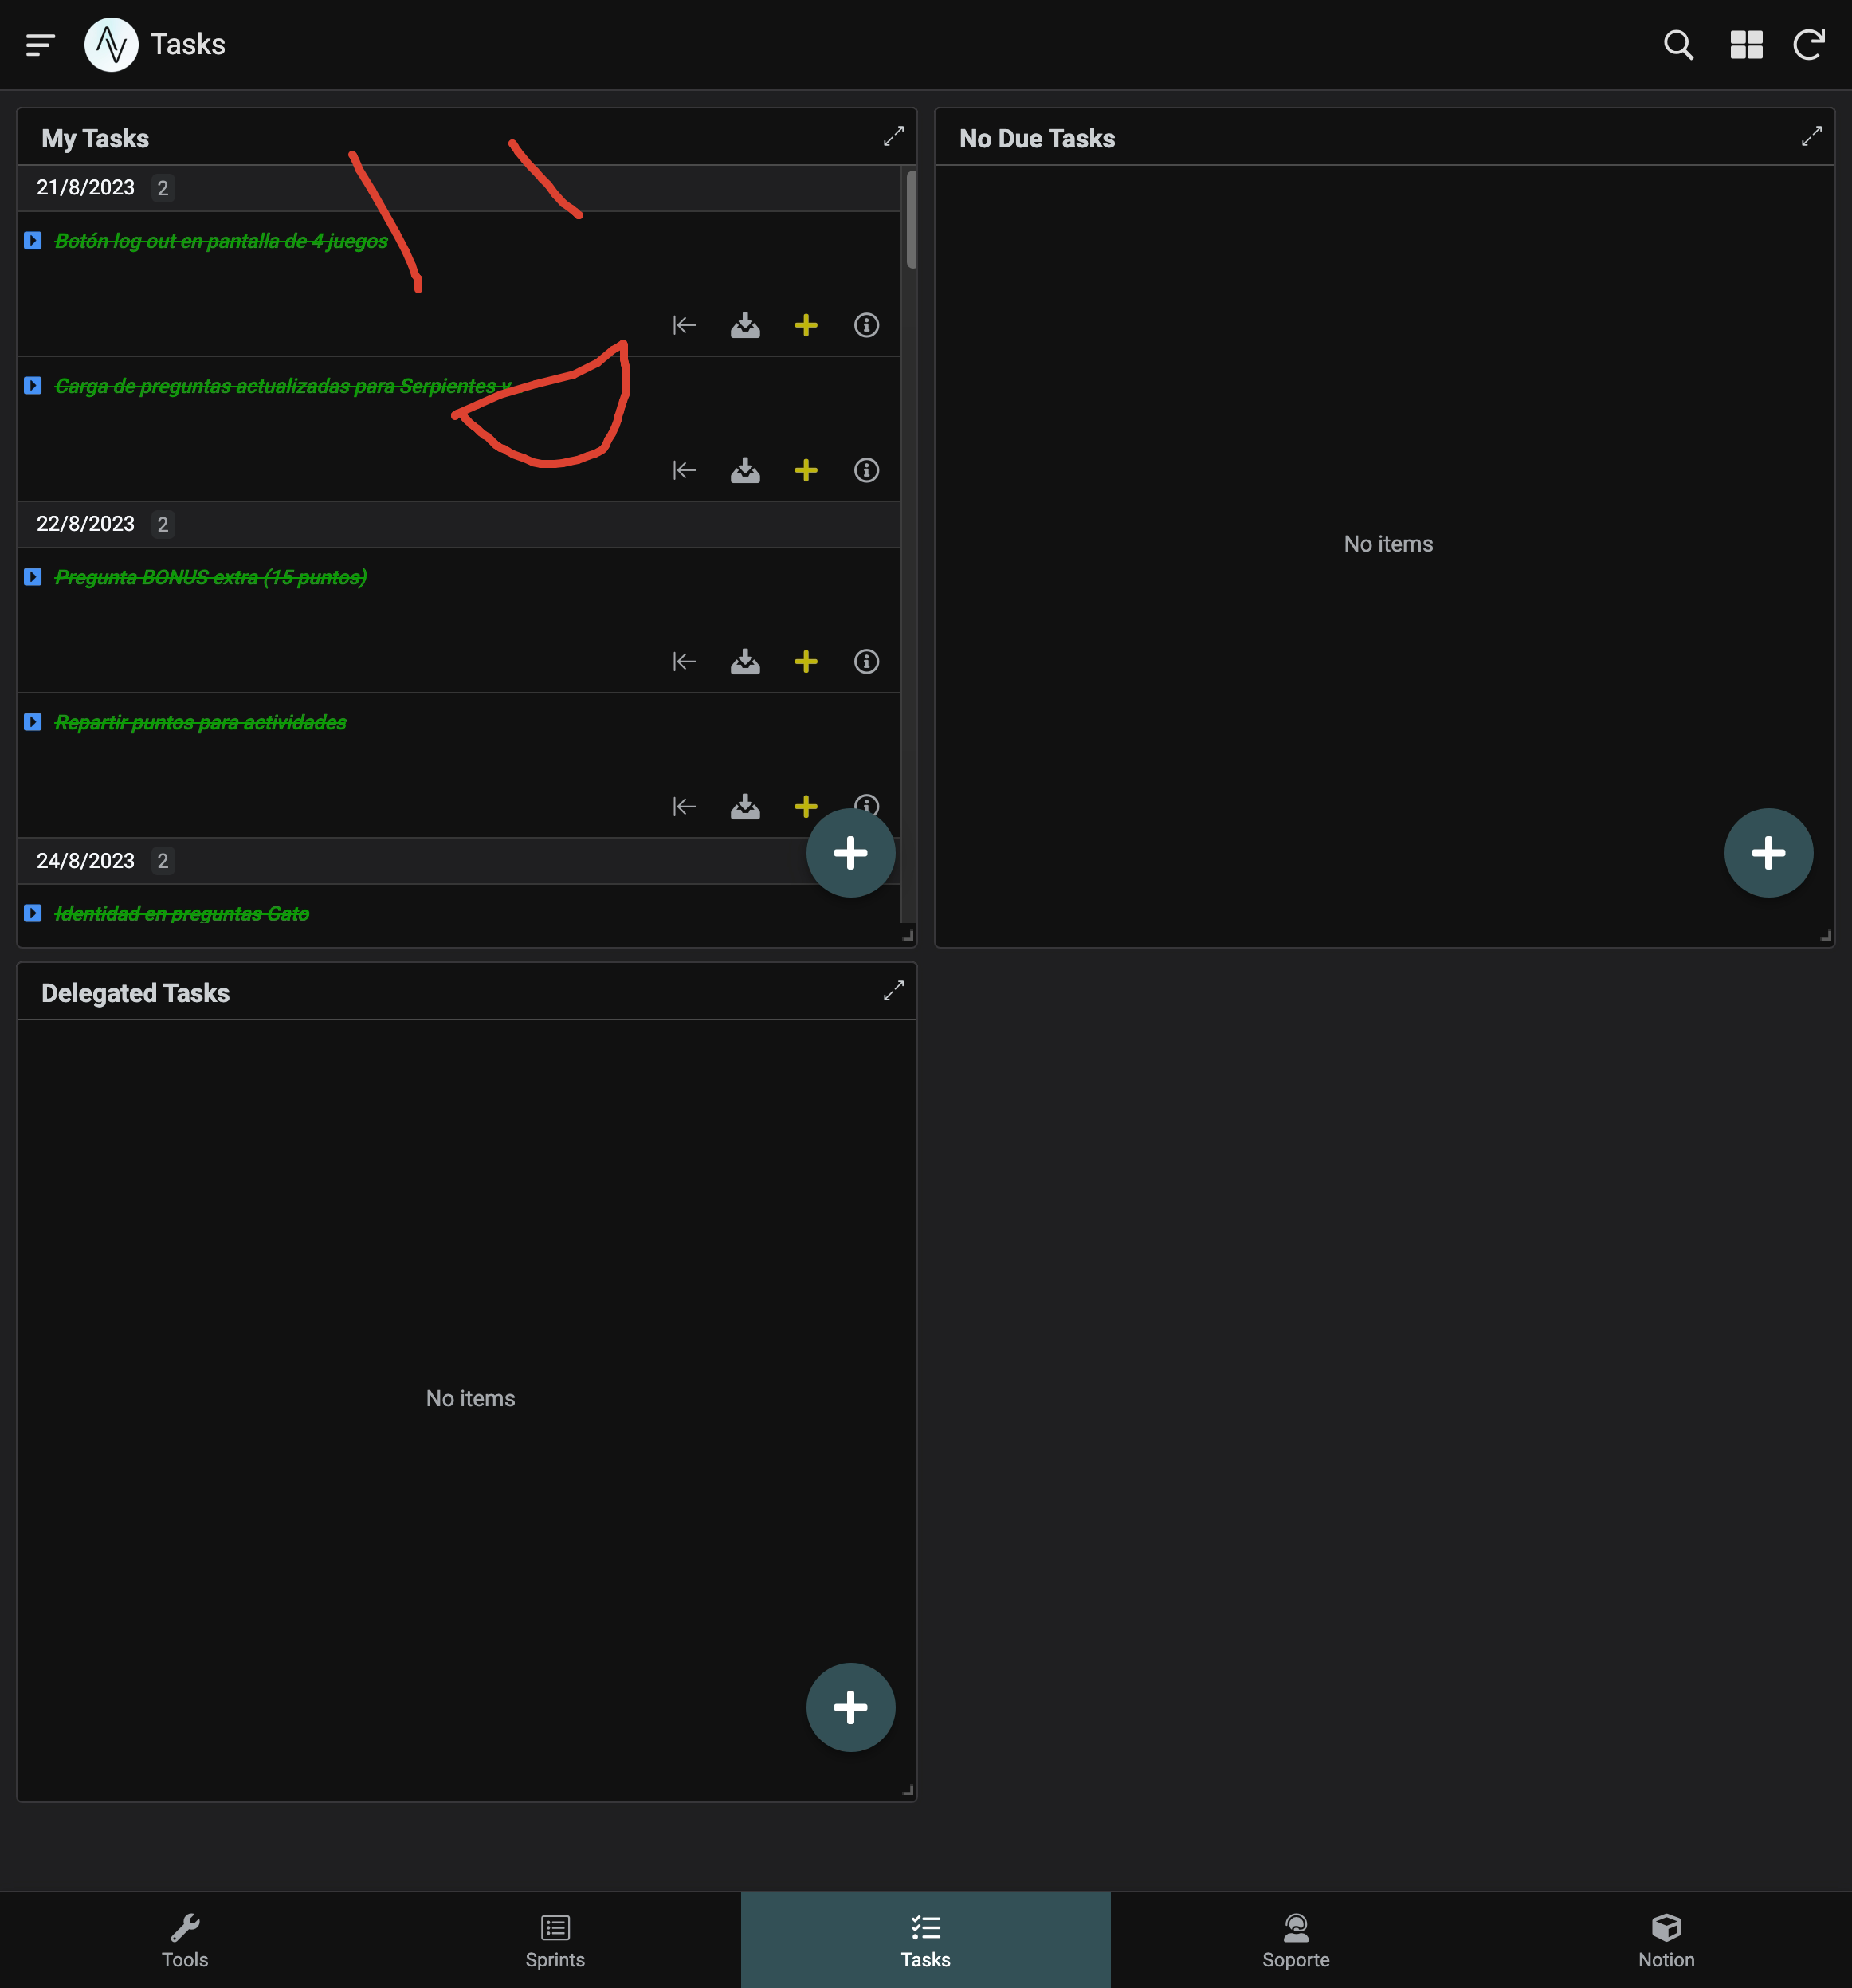 Tasks
My Tasks
21/8/2023 2
Botón log out en pantalla de 4 juegos
Carga de preguntas actualizadas para Serpientes y
22/8/2023 2
Pregunta BONUS extra (15 puntos)
Repartir puntos para actividades
24/8/2023 2
Identidad en preguntas Gato
No Due Tasks
No items
Delegated Tasks
No items
Tools
Sprints
Tasks
Soporte
Notion